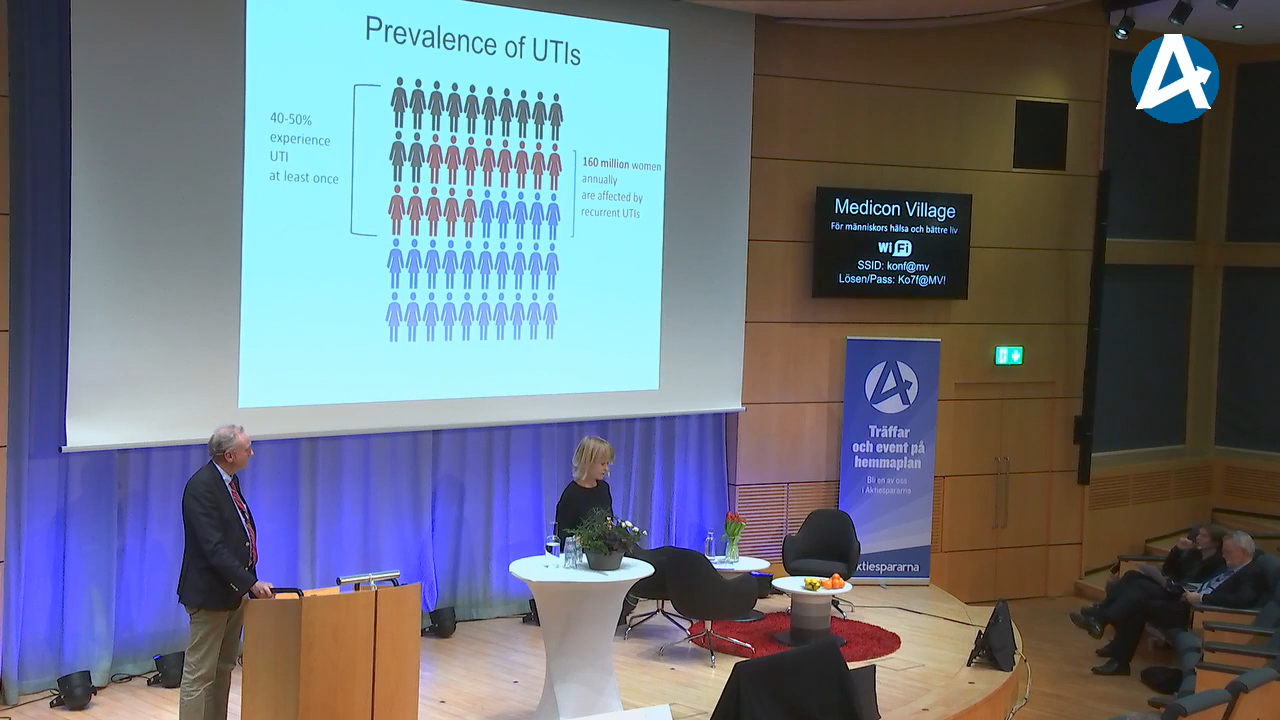 Prevalence of UTIs
40-50%
experience
UTI
at least once
160 million women
annually
are affected by
recurrent UTIs
Medicon Village
För människors hälsa och bättre liv
WiFi
SSID: konf@mv
Lösen/Pass: Ko7f@MV!
Träffar
och event på
hemmaplan
Bli en av oss
i Aktiespararna
ktiespararna